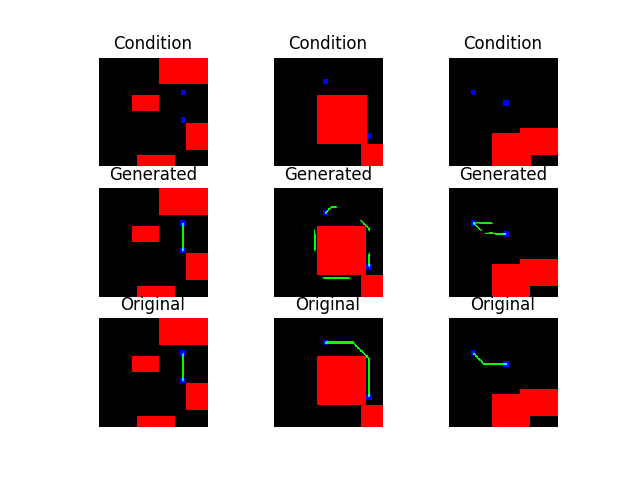 Condition Condition Condition
Generated Generated Generated
Original Original Original